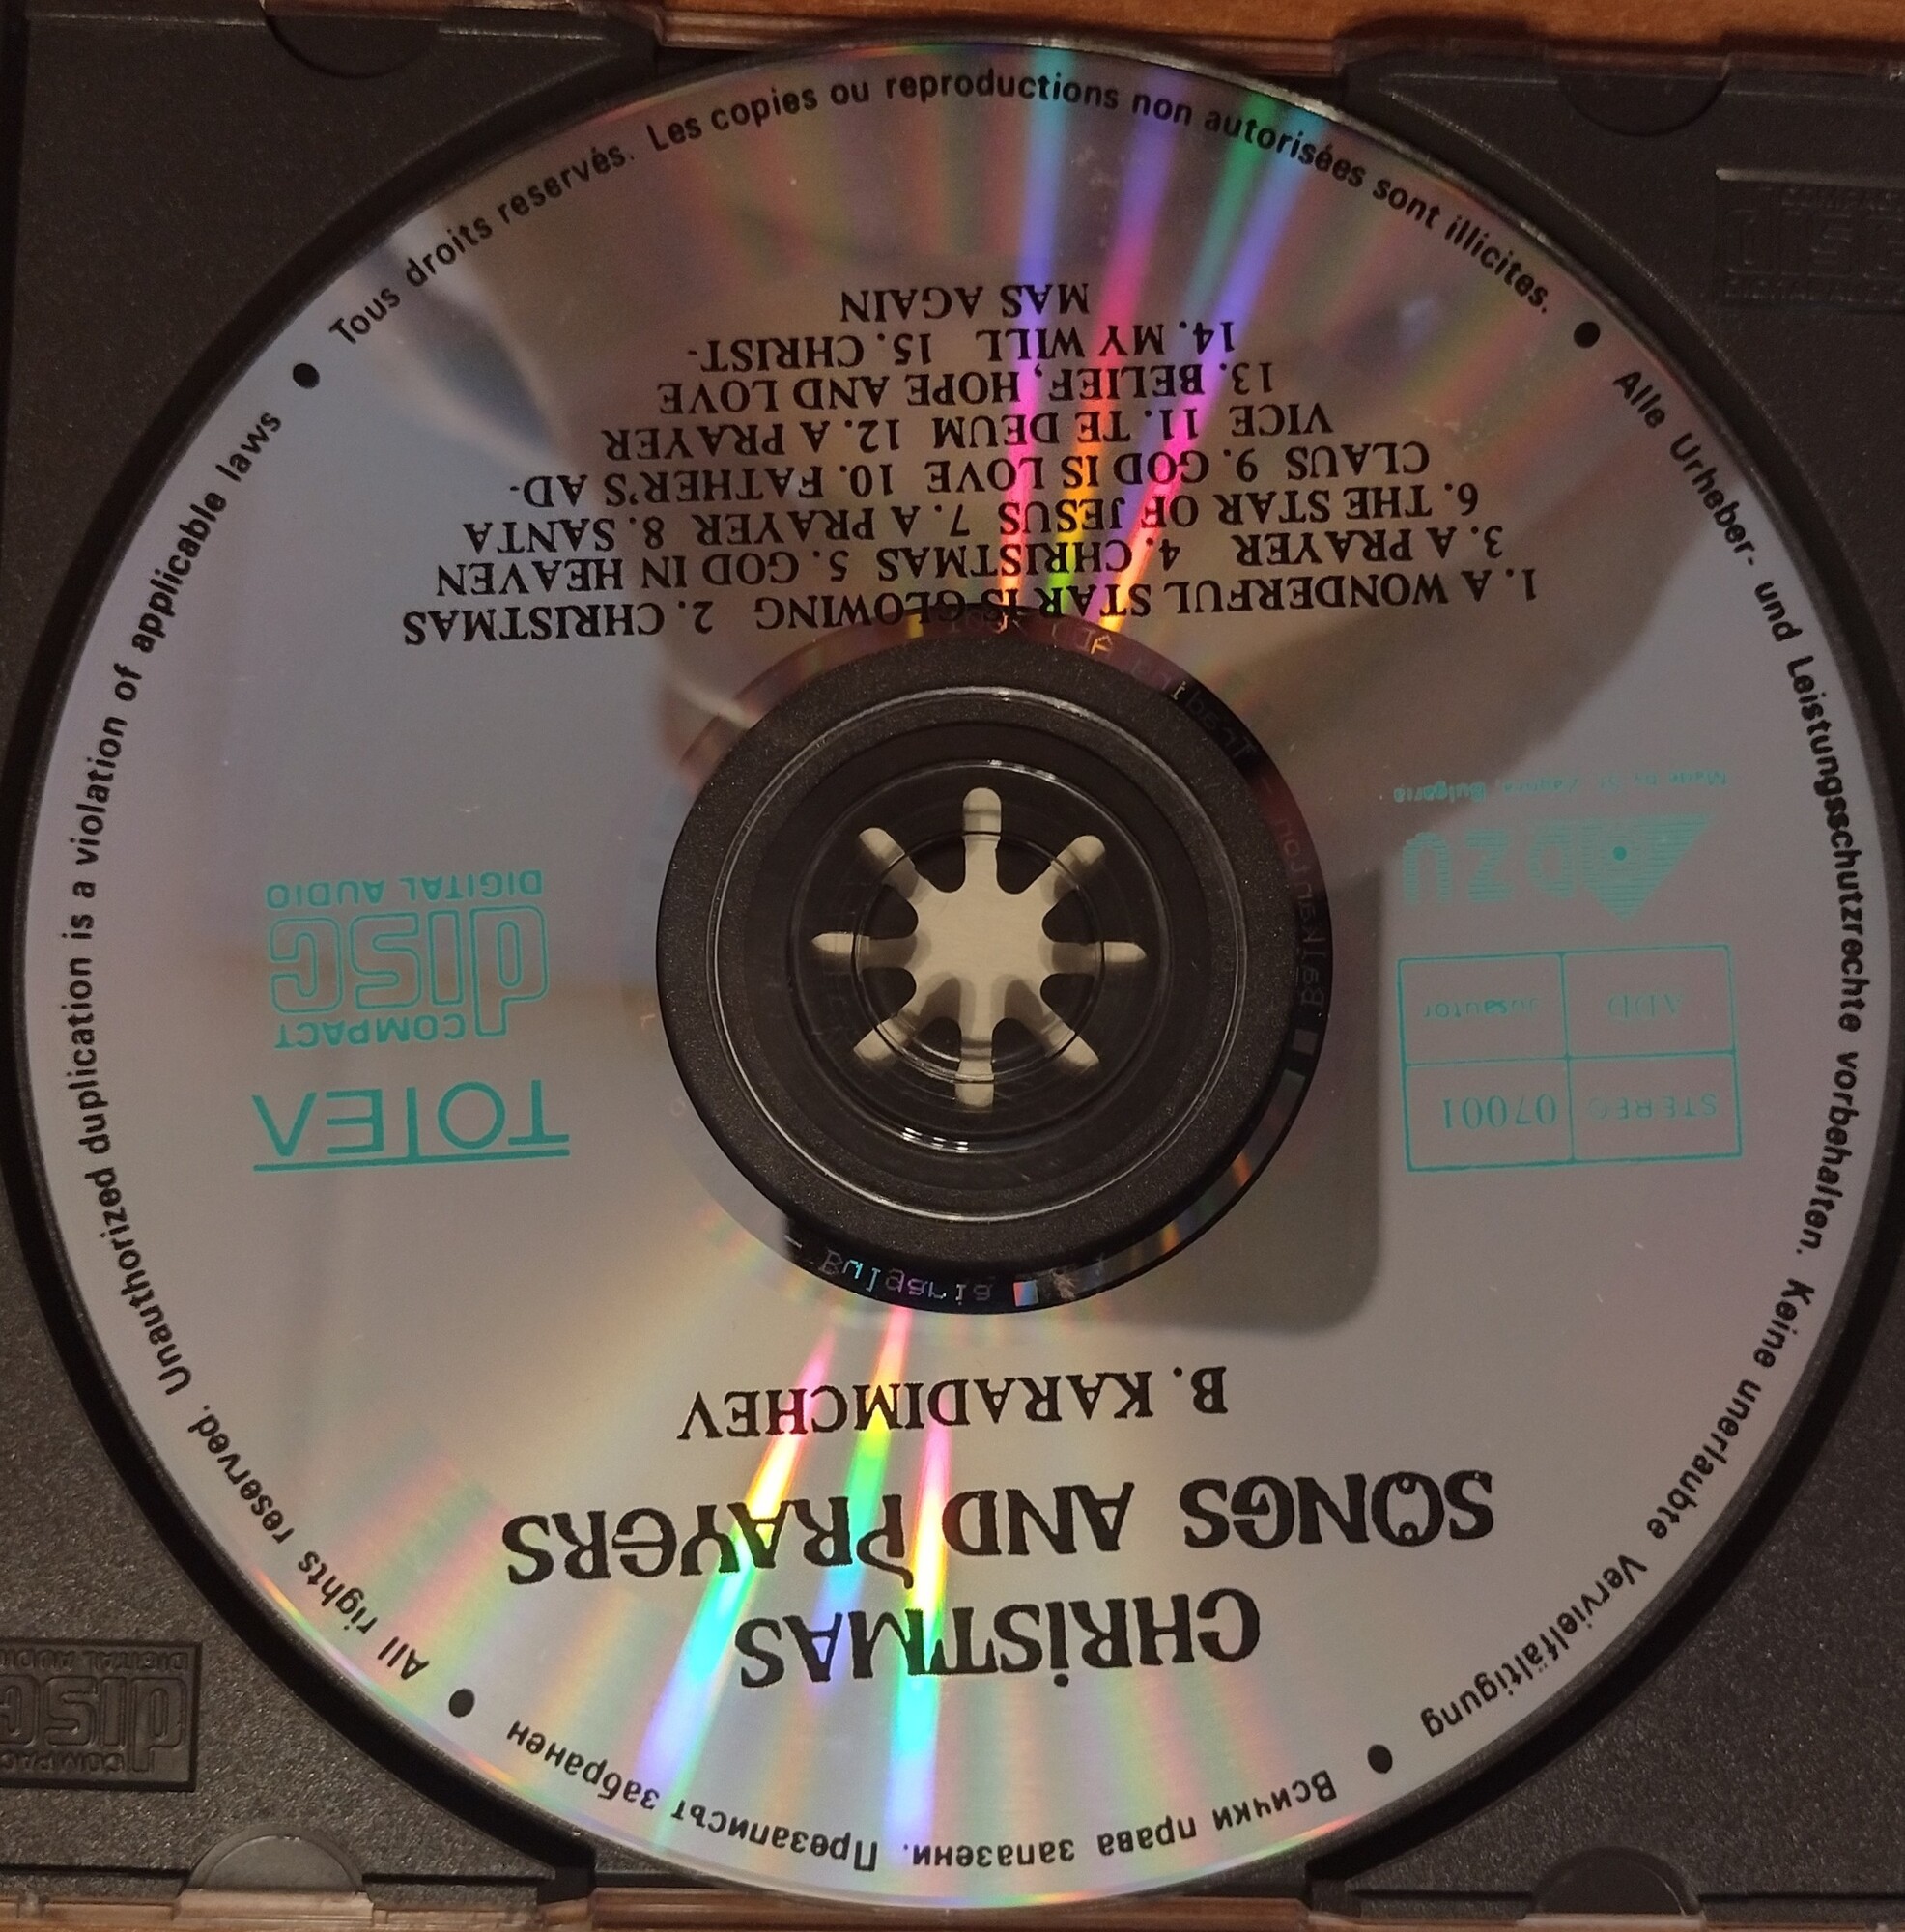 CHRISTMAS
SONGS AND PRAYERS
B. KARADIMCHEV
STEREO 07001
ADD
DZU
Made by St. Zagora, Bulgaria
TOTEV
COMPACT
disc
DIGITAL AUDIO
1. A WONDERFUL STAR IS GLOWING 2. CHRISTMAS
3. A PRAYER 4. CHRISTMAS 5. GOD IN HEAVEN
6. THE STAR OF JESUS 7. A PRAYER 8. SANTA
CLAUS 9. GOD IS LOVE 10. FATHER'S AD-
VICE 11. TE DEUM 12. A PRAYER
13. BELIEF, HOPE AND LOVE
14. MY WILL 15. CHRIST-
MAS AGAIN
Всички права запазени. Презаписът забранен
● All rights reserved. Unauthorized duplication is a violation of applicable laws
● Tous droits reservés. Les copies ou reproductions non autorisées sont illicites.
● Alle Urheber- und Leistungsschutzrechte vorbehalten. Keine unerlaubte Vervielfältigung ●
Bulgaria
COMPACT
disc
DIGITAL AUDIO